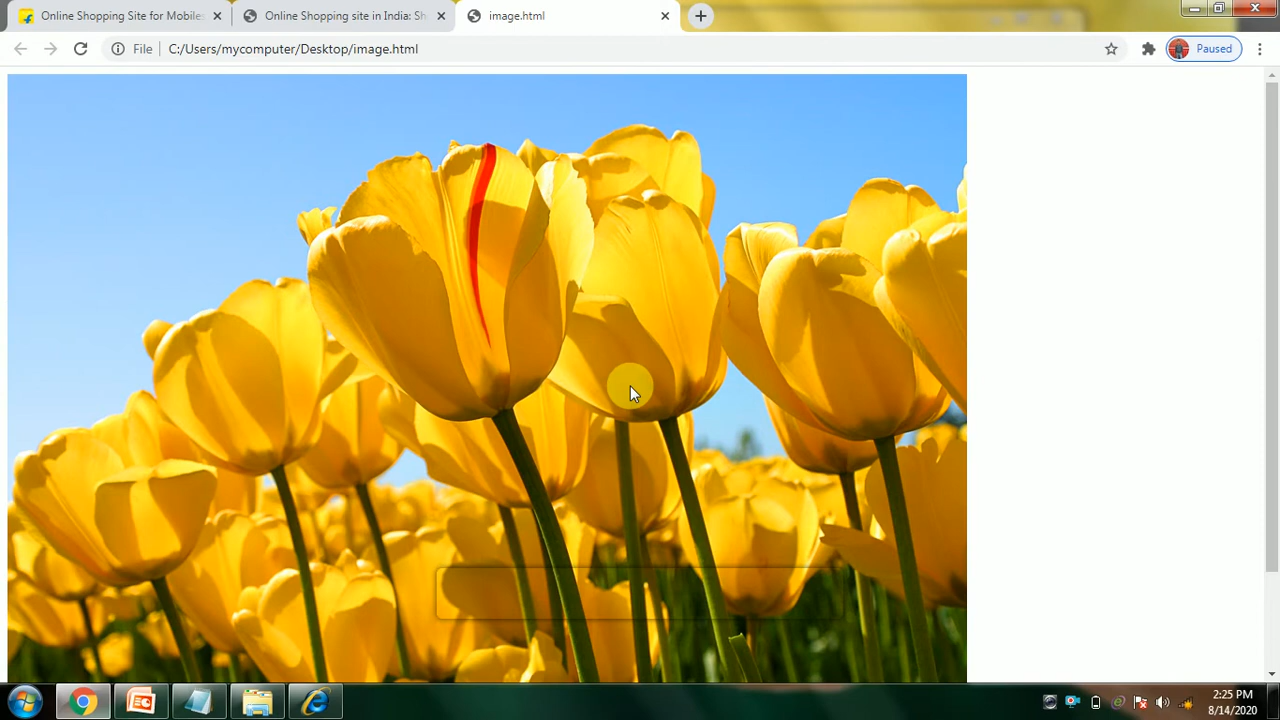 Online Shopping Site for Mobile
Online Shopping site in India: Sh
image.html
File
C:/Users/mycomputer/Desktop/image.html
Paused
2:25 PM
8/14/2020